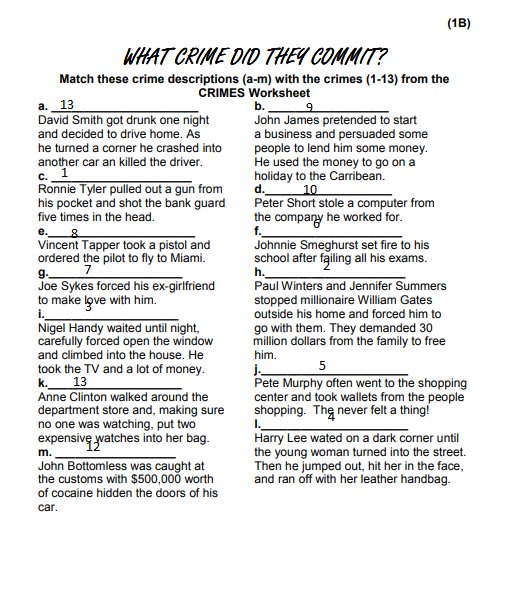 (1B)
WHAT CRIME DID THEY COMMIT?
Match these crime descriptions (a-m) with the crimes (1-13) from the
CRIMES Worksheet
a. 13
David Smith got drunk one night
and decided to drive home. As
he turned a corner he crashed into
another car an killed the driver.
c. 1
Ronnie Tyler pulled out a gun from
his pocket and shot the bank guard
five times in the head.
e. 8
Vincent Tapper took a pistol and
ordered the pilot to fly to Miami.
g. 7
Joe Sykes forced his ex-girlfriend
to make love with him.
i. 3
Nigel Handy waited until night,
carefully forced open the window
and climbed into the house. He
took the TV and a lot of money.
k. 13
Anne Clinton walked around the
department store and, making sure
no one was watching, put two
expensive watches into her bag.
m. 12
John Bottomless was caught at
the customs with $500,000 worth
of cocaine hidden the doors of his
car.
b. 9
John James pretended to start
a business and persuaded some
people to lend him some money.
He used the money to go on a
holiday to the Carribean.
d. 10
Peter Short stole a computer from
the company he worked for.
f. 6
Johnnie Smeghurst set fire to his
school after failing all his exams.
h. 2
Paul Winters and Jennifer Summers
stopped millionaire William Gates
outside his home and forced him to
go with them. They demanded 30
million dollars from the family to free
him.
j. 5
Pete Murphy often went to the shopping
center and took wallets from the people
shopping. The never felt a thing!
l. 4
Harry Lee wated on a dark corner until
the young woman turned into the street.
Then he jumped out, hit her in the face,
and ran off with her leather handbag.